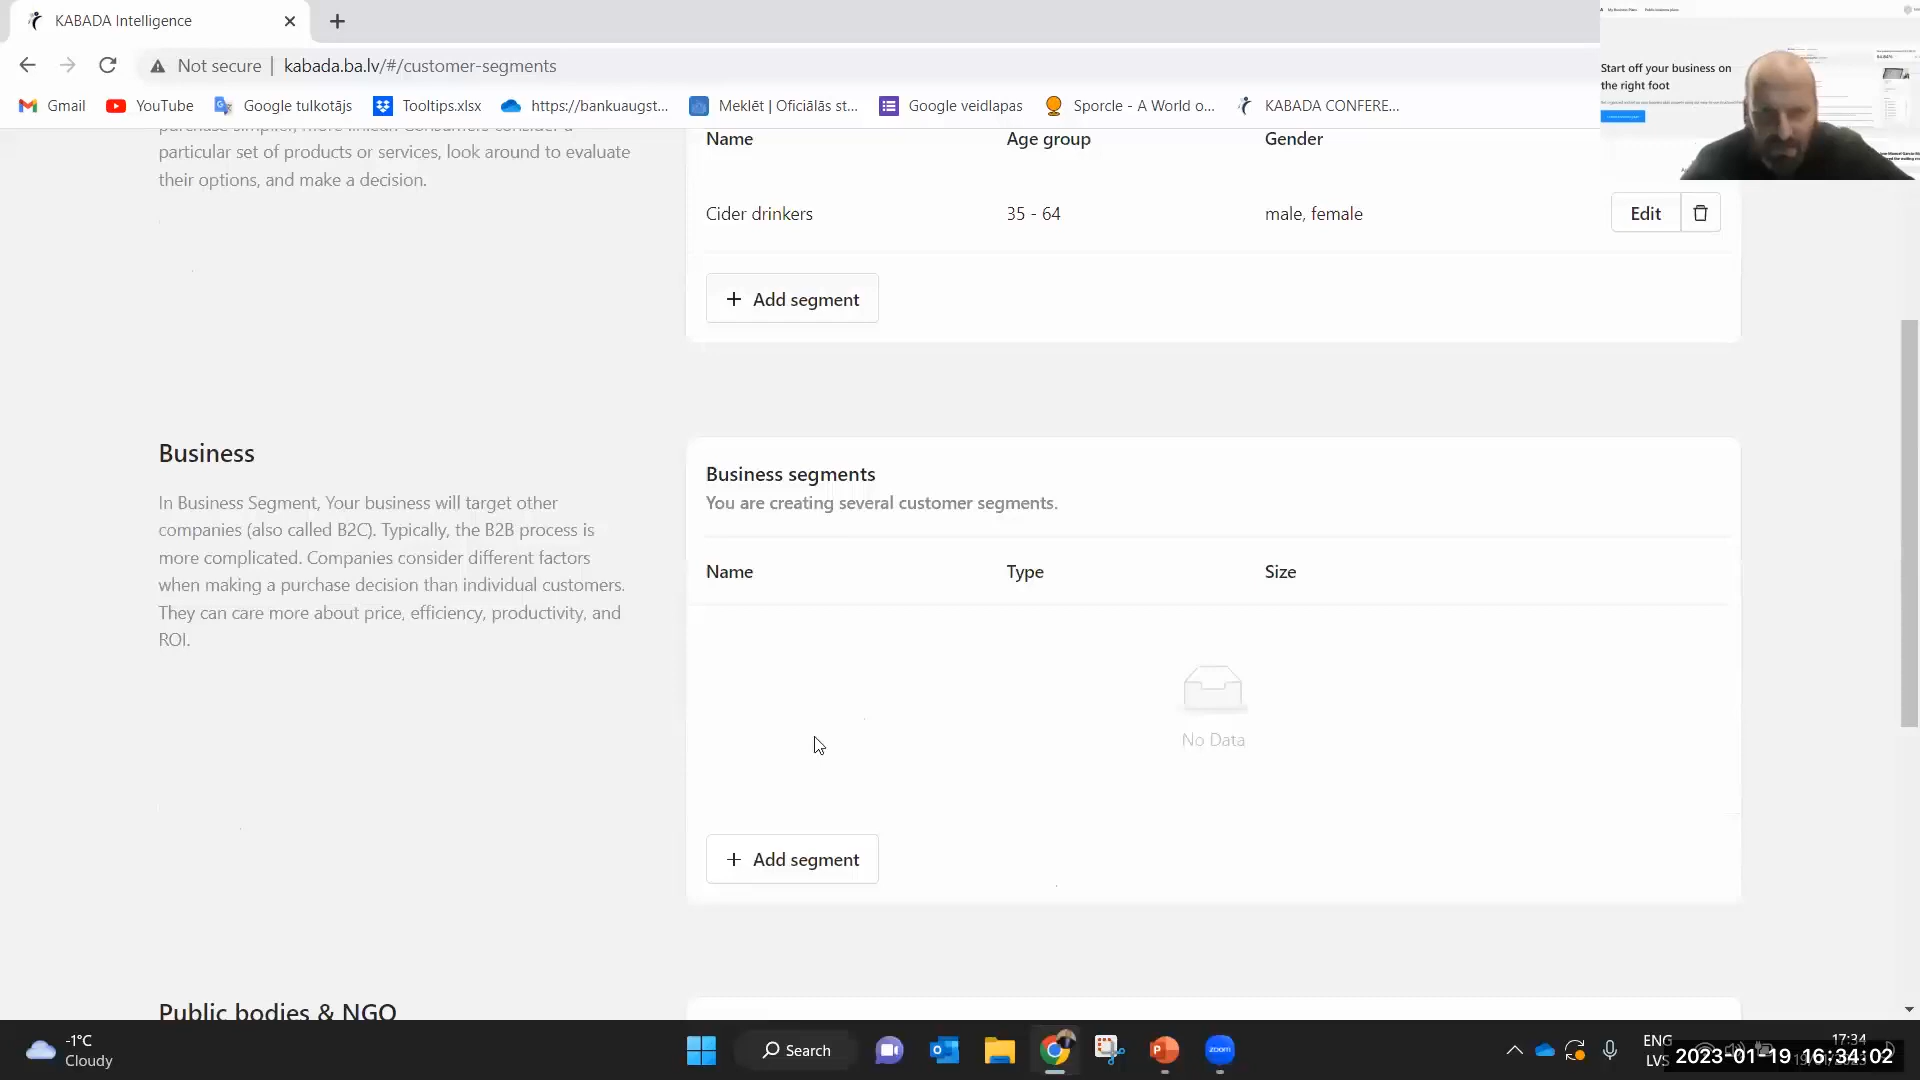 KABADA Intelligence
Not secure
kabada.ba.lv/#/customer-segments
Gmail
YouTube
Google tulkotājs
Tooltips.xlsx
https://bankuaugst...
Meklēt | Oficiālās st...
Google veidlapas
Sporcle - A World o...
KABADA CONFERE...
Start off your business on
the right foot
particular set of products or services, look around to evaluate
their options, and make a decision.
Name Age group Gender
Cider drinkers 35 - 64 male, female Edit
+ Add segment
Business
In Business Segment, Your business will target other
companies (also called B2C). Typically, the B2B process is
more complicated. Companies consider different factors
when making a purchase decision than individual customers.
They can care more about price, efficiency, productivity, and
ROI.
Business segments
You are creating several customer segments.
Name Type Size
No Data
+ Add segment
Public bodies & NGO
-1°C
Cloudy
Search
zoom
ENG
LVS
17:34
2023-01-19 16:34:02